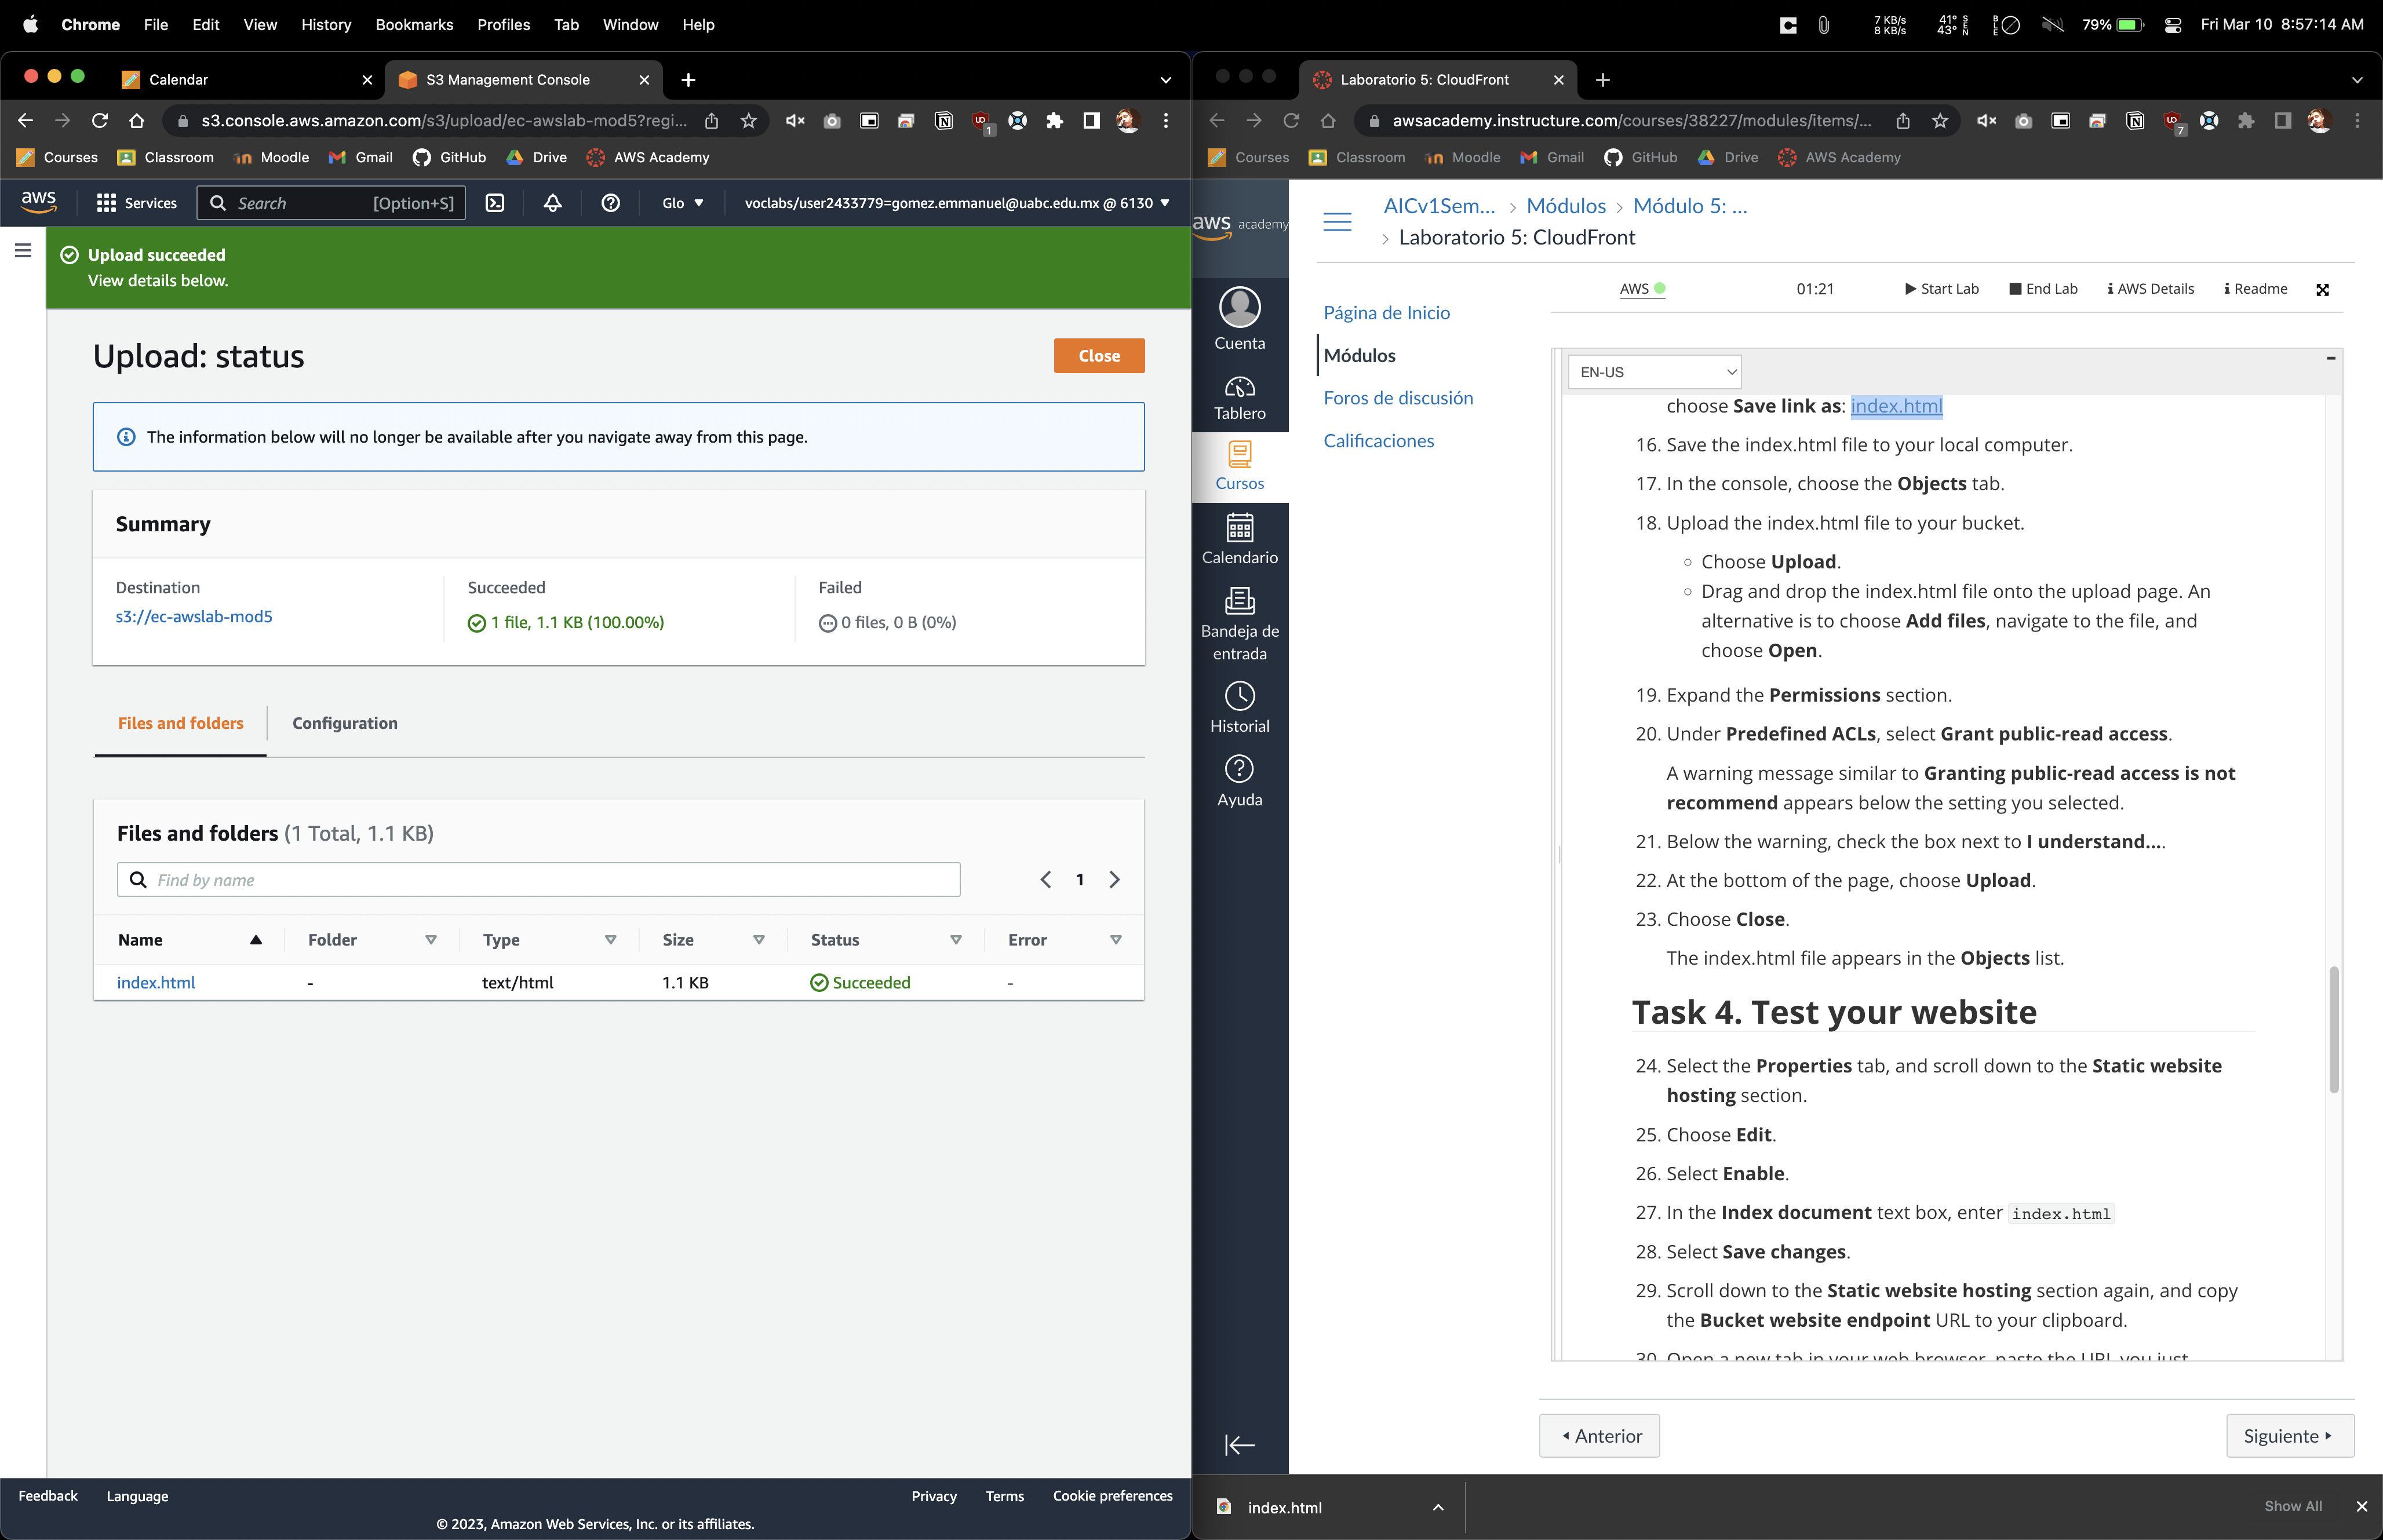 Chrome File Edit View History Bookmarks Profiles Tab Window Help
7 KB/s
8 KB/s
41°
43°
79%
Fri Mar 10 8:57:14 AM
Calendar
S3 Management Console
s3.console.aws.amazon.com/s3/upload/ec-awslab-mod5?regi...
1
Courses Classroom Moodle Gmail GitHub Drive AWS Academy
aws
Services
Search [Option+S]
Glo
voclabs/user2433779=gomez.emmanuel@uabc.edu.mx @ 6130
Upload succeeded
View details below.
Upload: status
Close
The information below will no longer be available after you navigate away from this page.
Summary
Destination
s3://ec-awslab-mod5
Succeeded
1 file, 1.1 KB (100.00%)
Failed
0 files, 0 B (0%)
Files and folders
Configuration
Files and folders (1 Total, 1.1 KB)
Find by name
1
Name Folder Type Size Status Error
index.html - text/html 1.1 KB Succeeded -
Feedback Language Privacy Terms Cookie preferences
© 2023, Amazon Web Services, Inc. or its affiliates.
Laboratorio 5: CloudFront
awsacademy.instructure.com/courses/38227/modules/items/...
7
Courses Classroom Moodle Gmail GitHub Drive AWS Academy
aws academy
Cuenta
Tablero
Cursos
Calendario
Bandeja de
entrada
Historial
Ayuda
AICv1Sem... > Módulos > Módulo 5: ...
> Laboratorio 5: CloudFront
Página de Inicio
Módulos
Foros de discusión
Calificaciones
AWS
01:21
Start Lab
End Lab
AWS Details
Readme
EN-US
choose Save link as: index.html
16. Save the index.html file to your local computer.
17. In the console, choose the Objects tab.
18. Upload the index.html file to your bucket.
Choose Upload.
Drag and drop the index.html file onto the upload page. An
alternative is to choose Add files, navigate to the file, and
choose Open.
19. Expand the Permissions section.
20. Under Predefined ACLs, select Grant public-read access.
A warning message similar to Granting public-read access is not
recommend appears below the setting you selected.
21. Below the warning, check the box next to I understand....
22. At the bottom of the page, choose Upload.
23. Choose Close.
The index.html file appears in the Objects list.
Task 4. Test your website
24. Select the Properties tab, and scroll down to the Static website
hosting section.
25. Choose Edit.
26. Select Enable.
27. In the Index document text box, enter index.html
28. Select Save changes.
29. Scroll down to the Static website hosting section again, and copy
the Bucket website endpoint URL to your clipboard.
30. Open a new tab in your web browser, paste the URL you just
Anterior
Siguiente
index.html
Show All